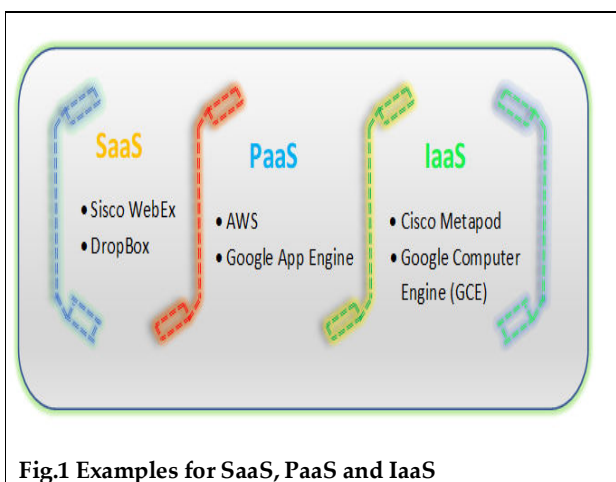 SaaS
• Sisco WebEx
• DropBox
PaaS
• AWS
• Google App Engine
IaaS
• Cisco Metapod
• Google Computer
Engine (GCE)
Fig.1 Examples for SaaS, PaaS and IaaS